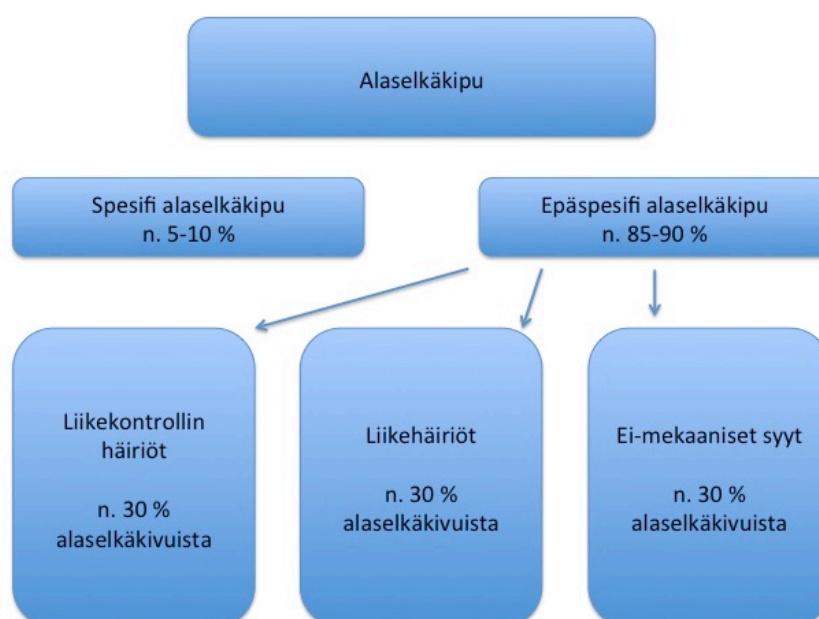 Alaselkäkipu
Spesifi alaselkäkipu
n. 5-10 %
Epäspesifi alaselkäkipu
n. 85-90 %
Liikekontrollin
häiriöt
n. 30 %
alaselkäkivuista
Liikehäiriöt
n. 30 %
alaselkäkivuista
Ei-mekaaniset syyt
n. 30 %
alaselkäkivuista